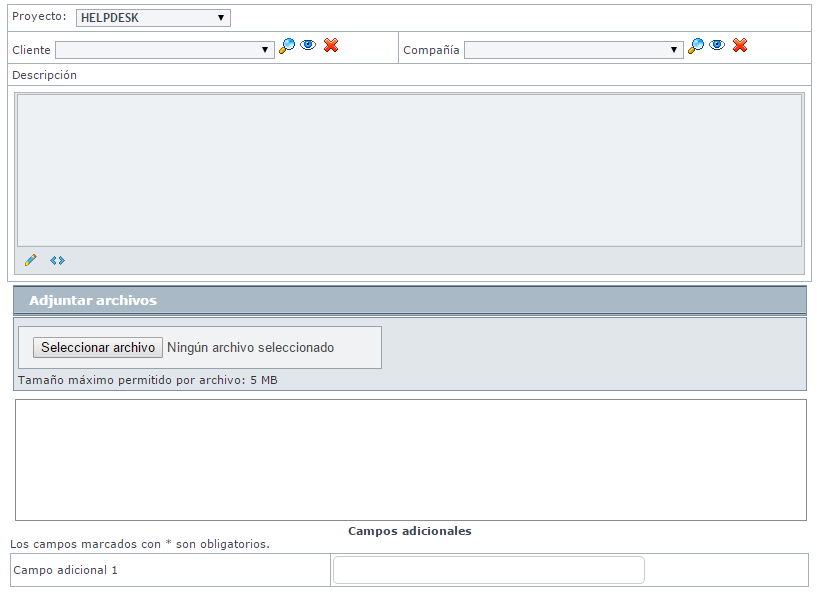 Proyecto: HELPDESK
Cliente Compañía
Descripción
Adjuntar archivos
Seleccionar archivo Ningún archivo seleccionado
Tamaño máximo permitido por archivo: 5 MB
Campos adicionales
Los campos marcados con * son obligatorios.
Campo adicional 1